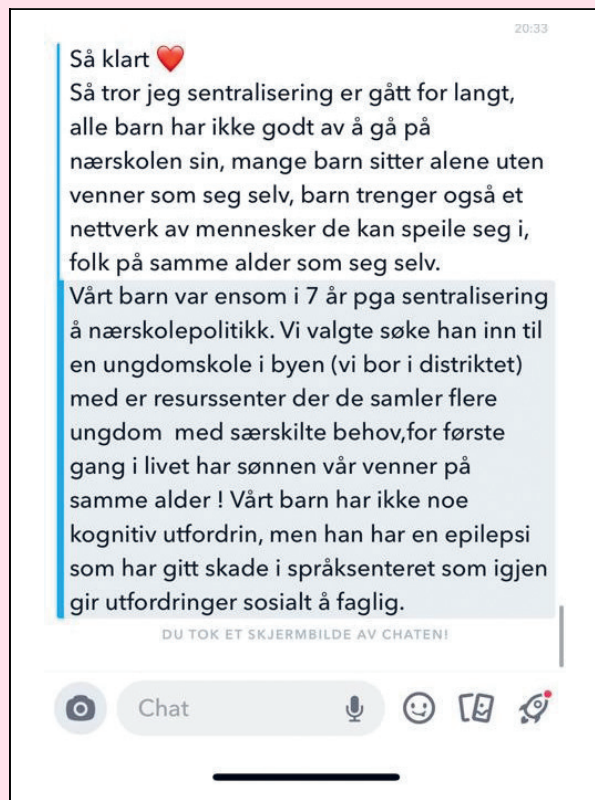 20:33
Så klart ❤️
Så tror jeg sentralisering er gått for langt,
alle barn har ikke godt av å gå på
nærskolen sin, mange barn sitter alene uten
venner som seg selv, barn trenger også et
nettverk av mennesker de kan speile seg i,
folk på samme alder som seg selv.
Vårt barn var ensom i 7 år pga sentralisering
å nærskolepolitikk. Vi valgte søke han inn til
en ungdomskole i byen (vi bor i distriktet)
med er resurssenter der de samler flere
ungdom  med særskilte behov,for første
gang i livet har sønnen vår venner på
samme alder ! Vårt barn har ikke noe
kognitiv utfordrin, men han har en epilepsi
som har gitt skade i språksenteret som igjen
gir utfordringer sosialt å faglig.
DU TOK ET SKJERMBILDE AV CHATEN!
Chat